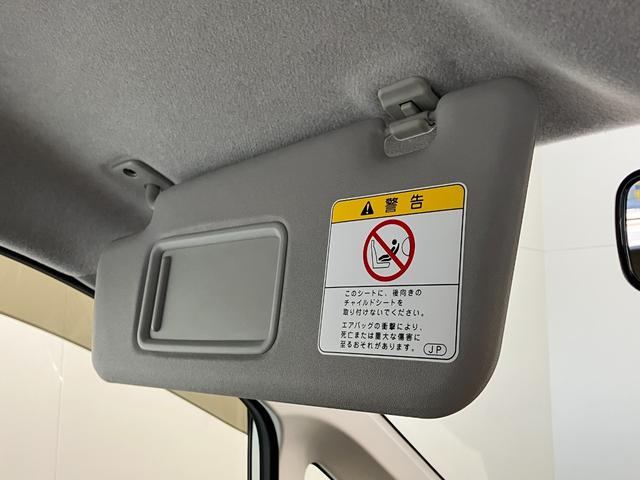 警告
このシートに、後向きの
チャイルドシートを
取り付けないでください。
エアバッグの衝撃により、
死亡または重大な傷害に
至るおそれがあります。
JP